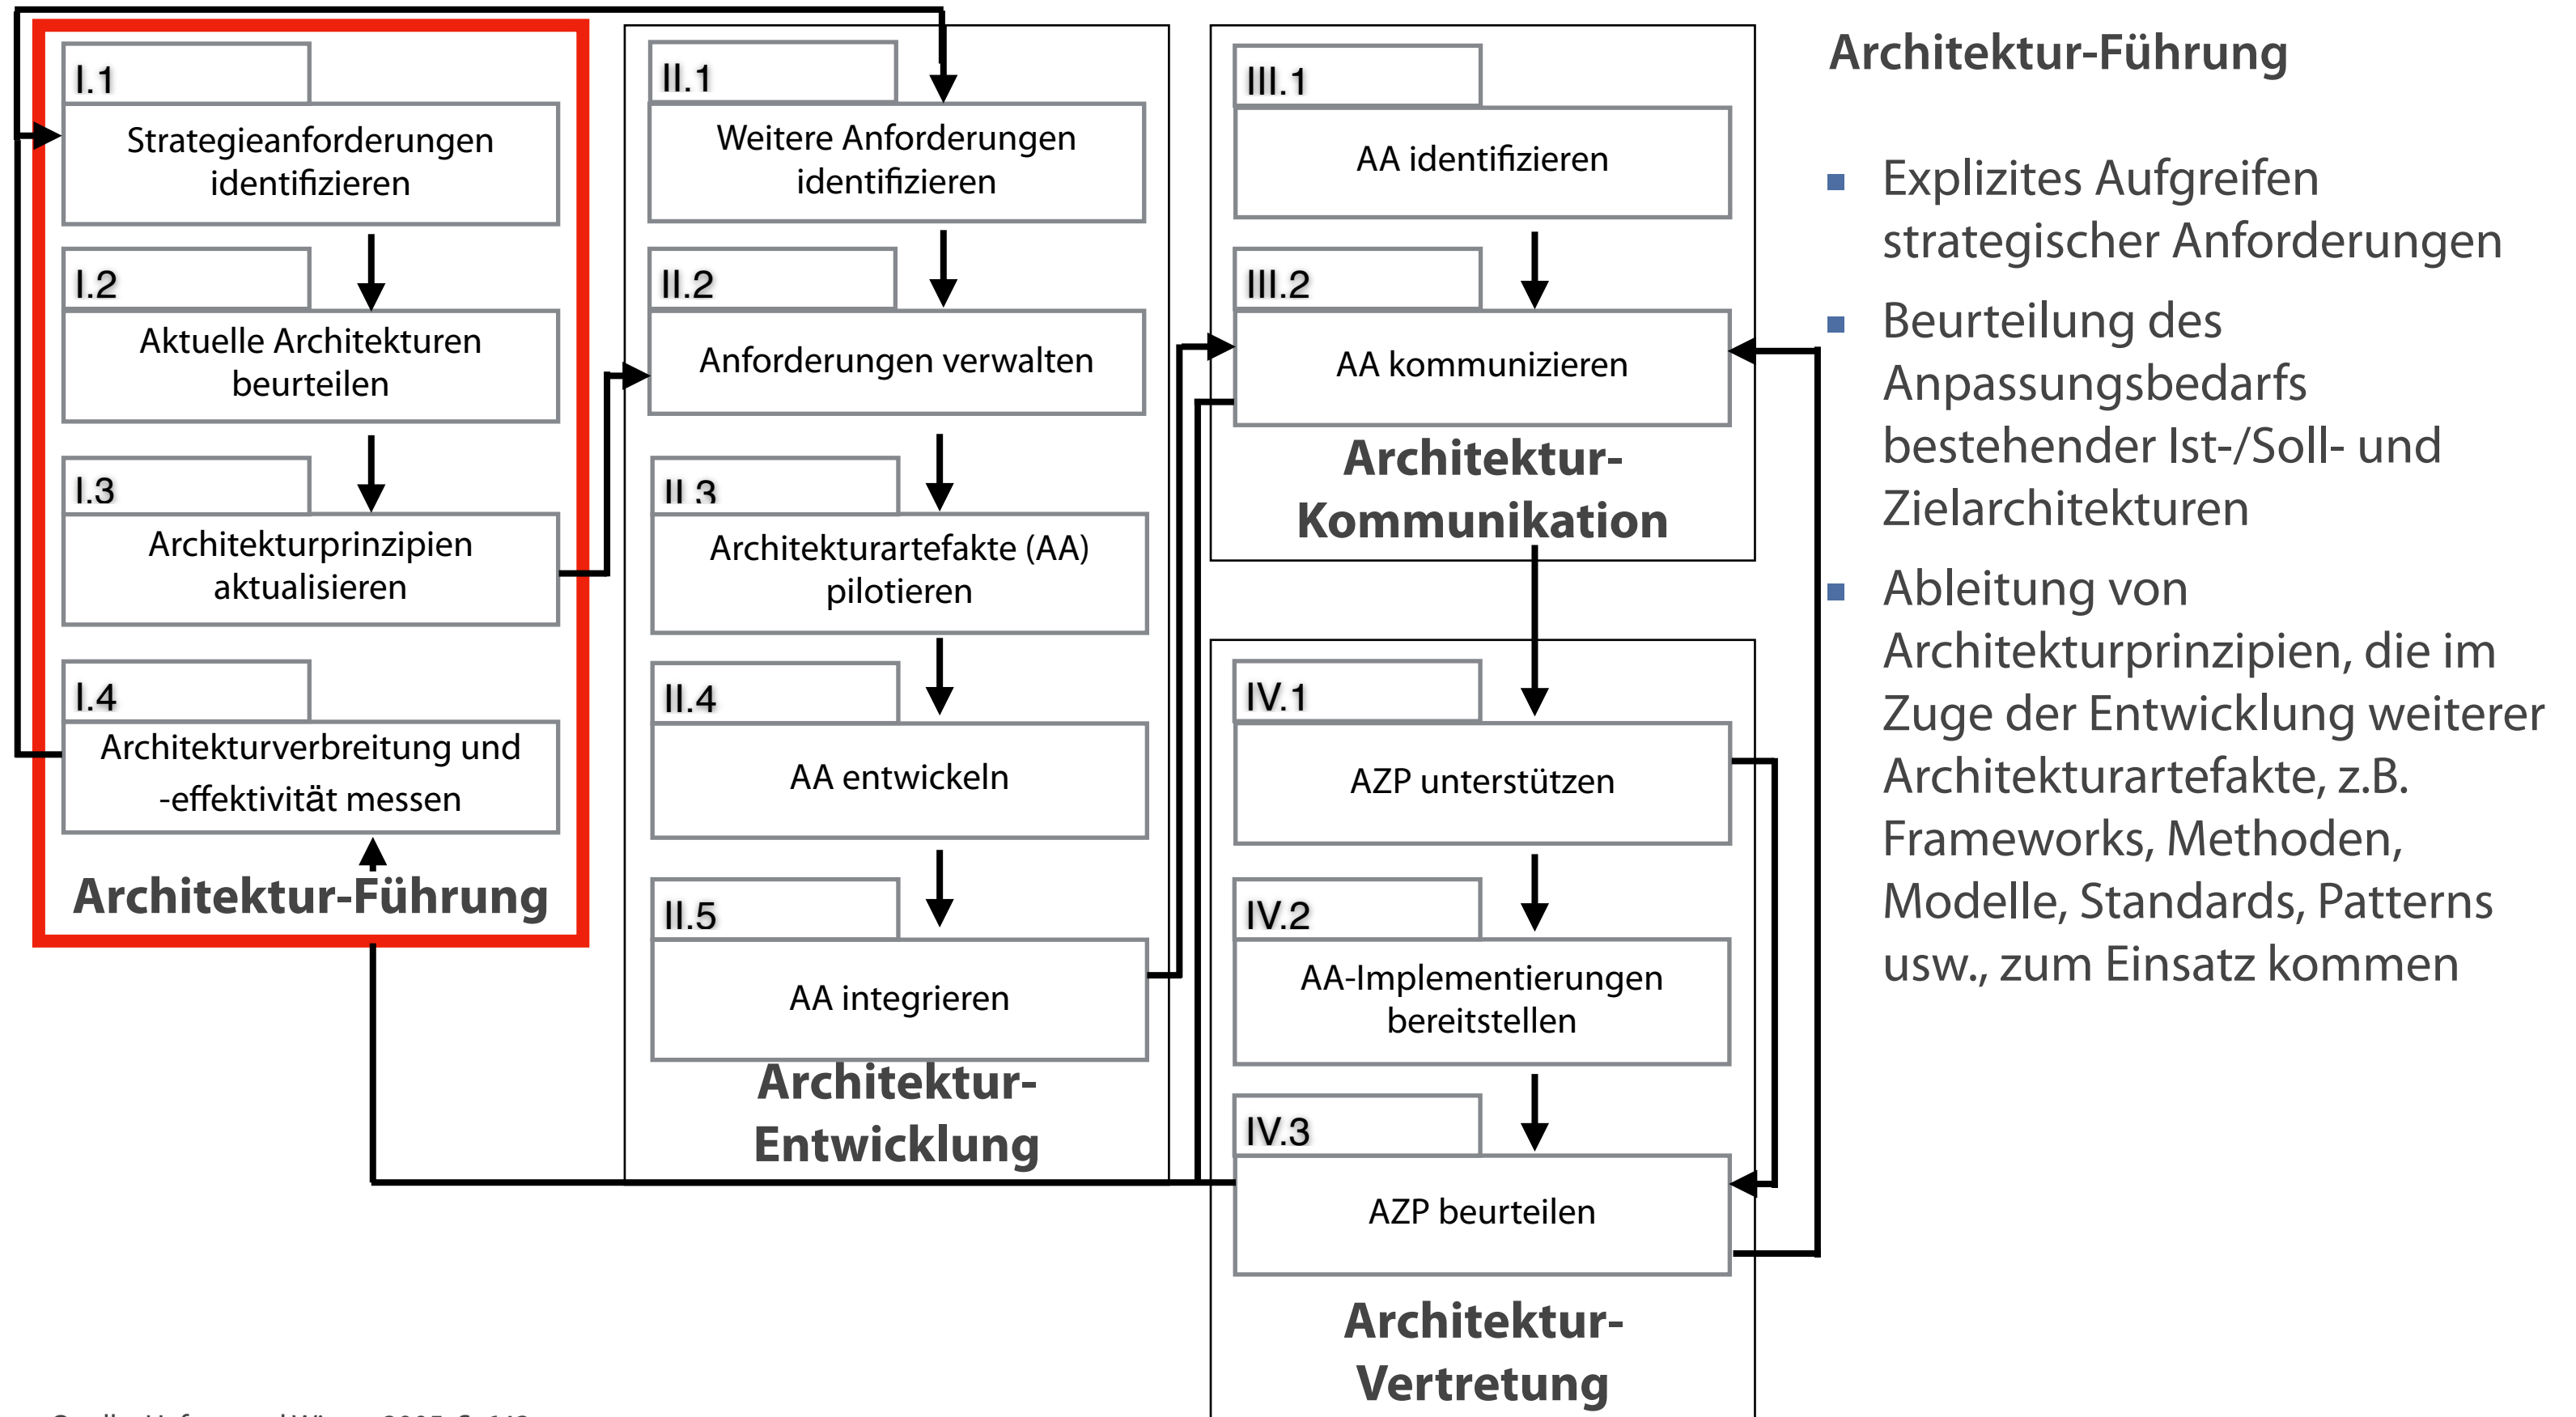 I.1
Strategieanforderungen
identifizieren
I.2
Aktuelle Architekturen
beurteilen
I.3
Architekturprinzipien
aktualisieren
I.4
Architekturverbreitung und
-effektivität messen
Architektur-Führung
II.1
Weitere Anforderungen
identifizieren
II.2
Anforderungen verwalten
II.3
Architekturartefakte (AA)
pilotieren
II.4
AA entwickeln
II.5
AA integrieren
Architektur-
Entwicklung
III.1
AA identifizieren
III.2
AA kommunizieren
Architektur-
Kommunikation
IV.1
AZP unterstützen
IV.2
AA-Implementierungen
bereitstellen
IV.3
AZP beurteilen
Architektur-
Vertretung
Architektur-Führung
Explizites Aufgreifen
strategischer Anforderungen
Beurteilung des
Anpassungsbedarfs
bestehender Ist-/Soll- und
Zielarchitekturen
Ableitung von
Architekturprinzipien, die im
Zuge der Entwicklung weiterer
Architekturartefakte, z.B.
Frameworks, Methoden,
Modelle, Standards, Patterns
usw., zum Einsatz kommen